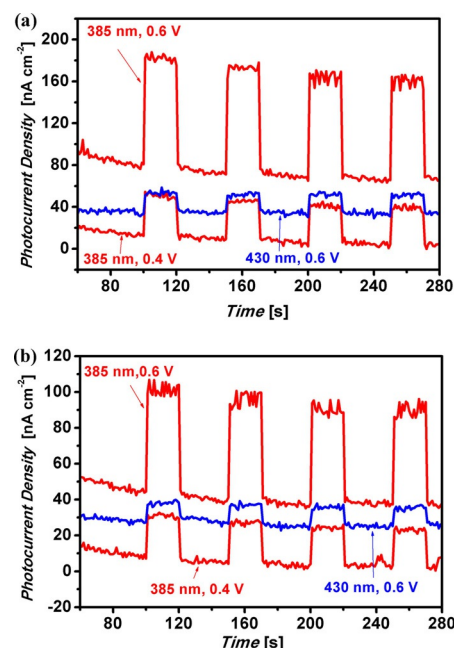 (a)
Photocurrent Density [nA cm-2]
200
160
120
80
40
0
385 nm, 0.6 V
385 nm, 0.4 V
430 nm, 0.6 V
80 120 160 200 240 280
Time [s]
(b)
Photocurrent Density [nA cm-2]
120
100
80
60
40
20
0
-20
385 nm,0.6 V
385 nm, 0.4 V
430 nm, 0.6 V
80 120 160 200 240 280
Time [s]